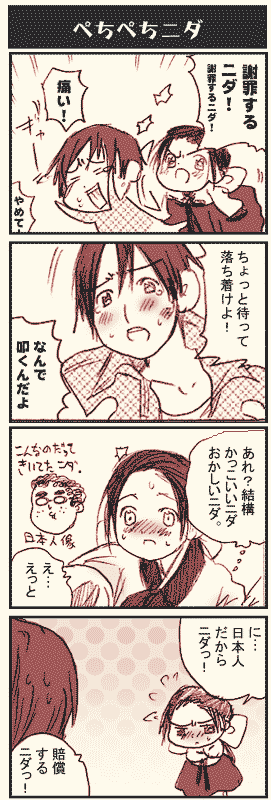 ぺちぺちニダ
謝罪する
ニダ！
謝罪するニダ！
痛い！
やめて！
ちょっと待って
落ち着けよ！
なんで
叩くんだよ
あれ？結構
かっこいいニダ
おかしいニダ。
こんなのだって
きいてたニダ。
日本人像
え…
えっと
に…
日本人
だから
ニダっ！
賠償
する
ニダっ！